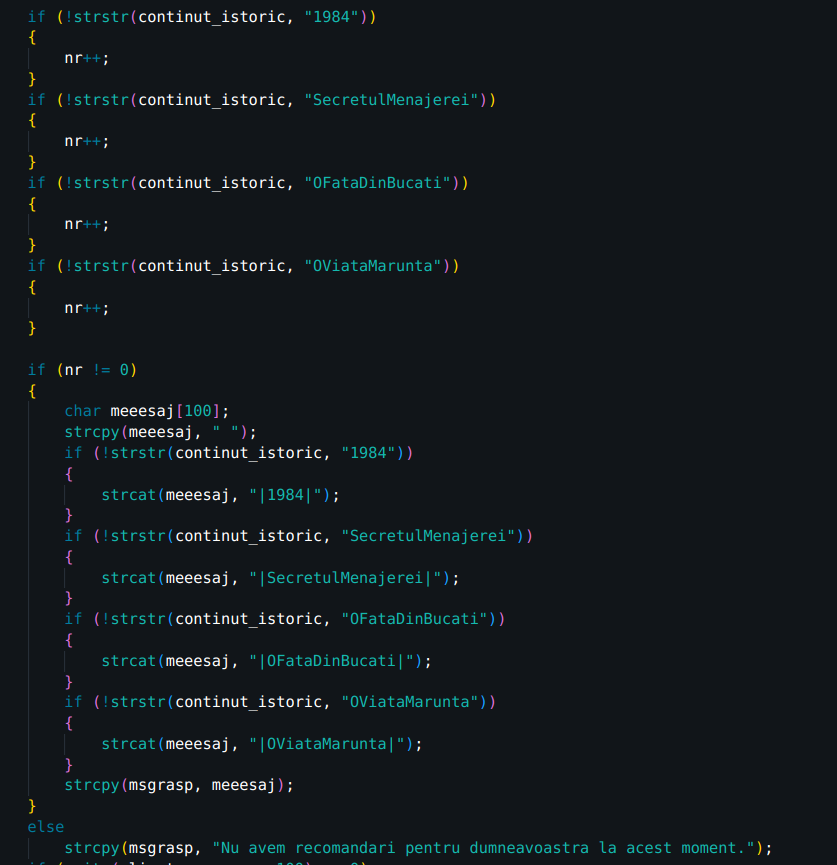 if (!strstr(continut_istoric, "1984"))
{
nr++;
}
if (!strstr(continut_istoric, "SecretulMenajerei"))
{
nr++;
}
if (!strstr(continut_istoric, "OFataDinBucati"))
{
nr++;
}
if (!strstr(continut_istoric, "OViataMarunta"))
{
nr++;
}
if (nr != 0)
{
char meeesaj[100];
strcpy(meeesaj, " ");
if (!strstr(continut_istoric, "1984"))
{
strcat(meeesaj, "|1984|");
}
if (!strstr(continut_istoric, "SecretulMenajerei"))
{
strcat(meeesaj, "|SecretulMenajerei|");
}
if (!strstr(continut_istoric, "OFataDinBucati"))
{
strcat(meeesaj, "|OFataDinBucati|");
}
if (!strstr(continut_istoric, "OViataMarunta"))
{
strcat(meeesaj, "|OViataMarunta|");
}
strcpy(msgrasp, meeesaj);
}
else
strcpy(msgrasp, "Nu avem recomandari pentru dumneavoastra la acest moment.");